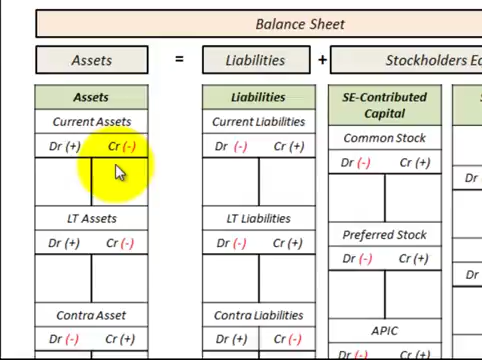 Balance Sheet
Assets = Liabilities + Stockholders
Assets
Current Assets
Dr (+) Cr (-)
LT Assets
Dr (+) Cr (-)
Contra Asset
Dr (-) Cr (+)
Liabilities
Current Liabilities
Dr (-) Cr (+)
LT Liabilities
Dr (-) Cr (+)
Contra Liabilities
Dr (+) Cr (-)
SE-Contributed
Capital
Common Stock
Dr (-) Cr (+)
Preferred Stock
Dr (-) Cr (+)
APIC
Dr (-) Cr (+)
Dr
Dr